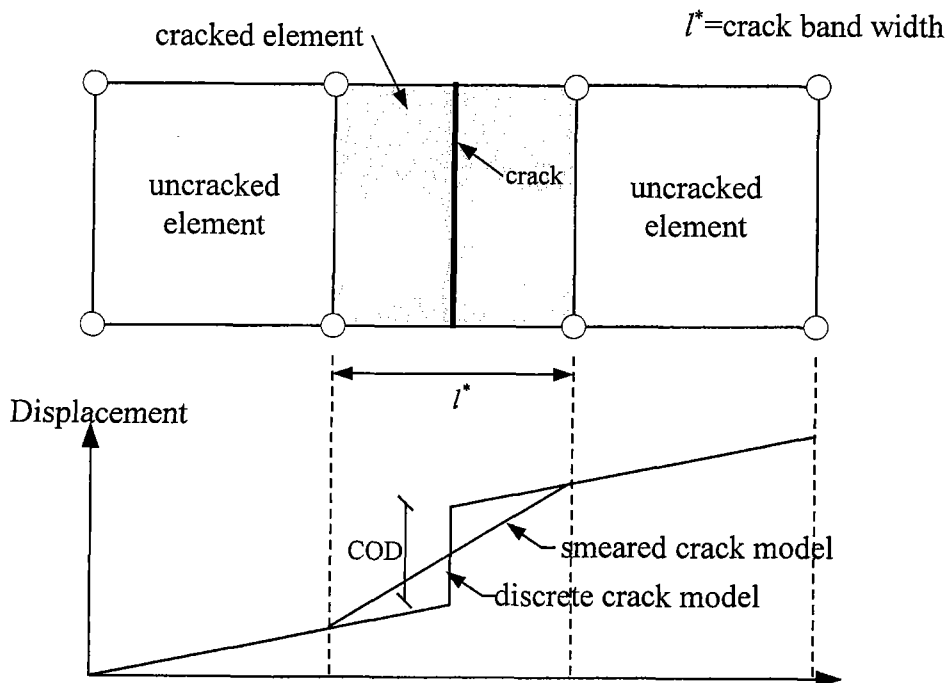 cracked element
l*=crack band width
uncracked
element
crack
uncracked
element
l*
Displacement
COD
smeared crack model
discrete crack model